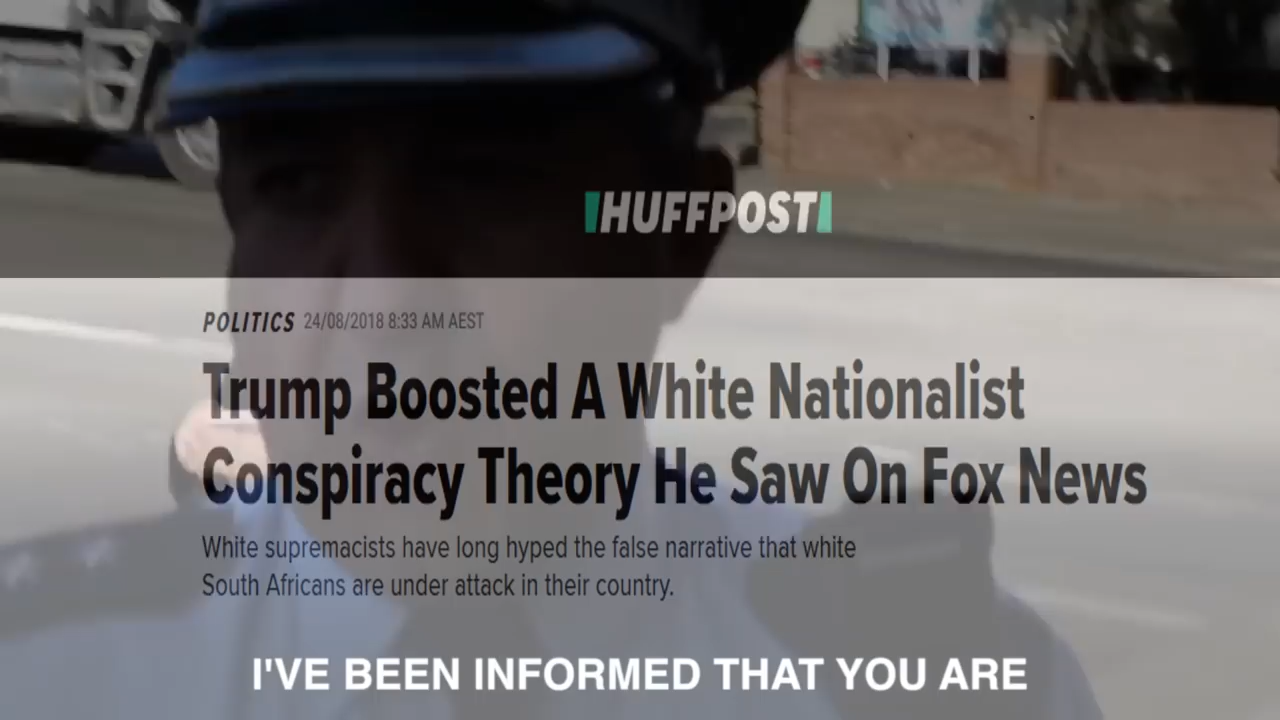 HUFFPOST
POLITICS 24/08/2018 8:33 AM AEST
Trump Boosted A White Nationalist
Conspiracy Theory He Saw On Fox News
White supremacists have long hyped the false narrative that white
South Africans are under attack in their country.
I'VE BEEN INFORMED THAT YOU ARE